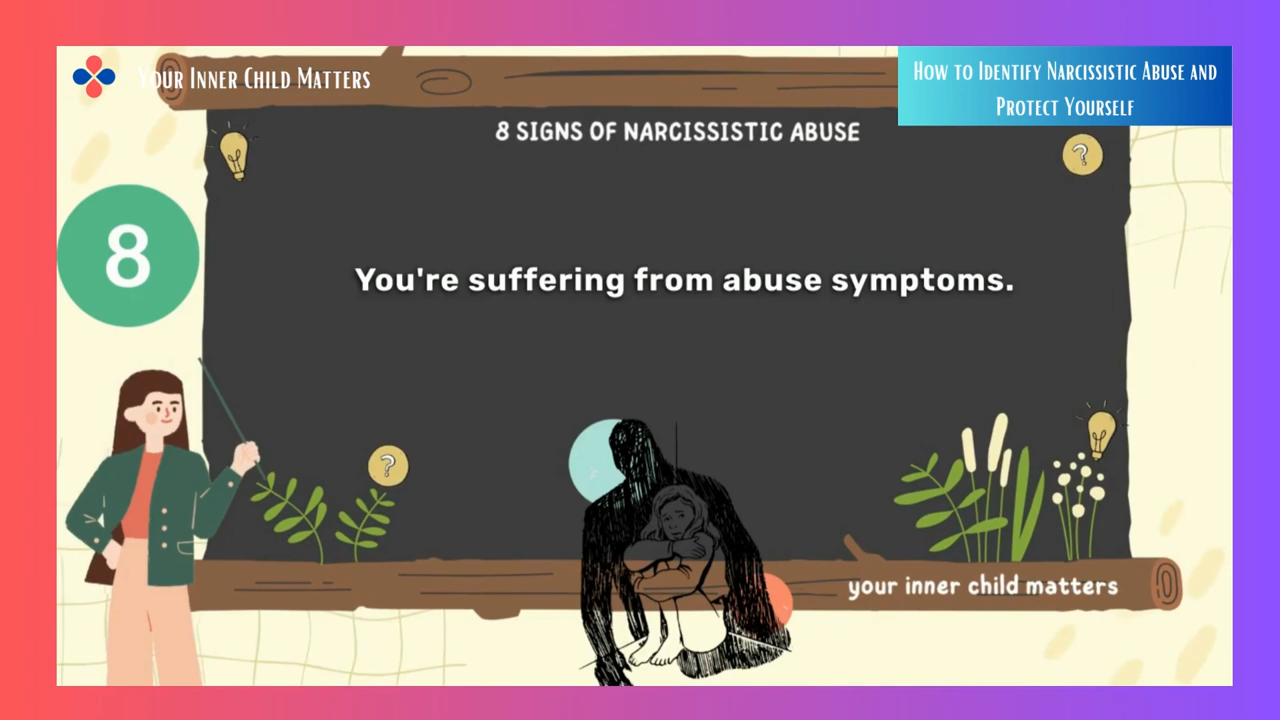 Your Inner Child Matters
How to Identify Narcissistic Abuse and
Protect Yourself
8 SIGNS OF NARCISSISTIC ABUSE
?
8
You're suffering from abuse symptoms.
?
your inner child matters